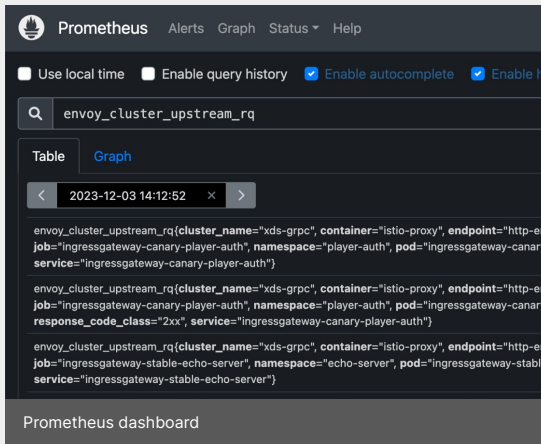 Prometheus Alerts Graph Status Help
Use local time Enable query history Enable autocomplete Enable
envoy_cluster_upstream_rq
Table Graph
2023-12-03 14:12:52
envoy_cluster_upstream_rq{cluster_name="xds-grpc", container="istio-proxy", endpoint="http-e
job="ingressgateway-canary-player-auth", namespace="player-auth", pod="ingressgateway-canar
service="ingressgateway-canary-player-auth"}
envoy_cluster_upstream_rq{cluster_name="xds-grpc", container="istio-proxy", endpoint="http-e
job="ingressgateway-canary-player-auth", namespace="player-auth", pod="ingressgateway-canar
response_code_class="2xx", service="ingressgateway-canary-player-auth"}
envoy_cluster_upstream_rq{cluster_name="xds-grpc", container="istio-proxy", endpoint="http-e
job="ingressgateway-stable-echo-server", namespace="echo-server", pod="ingressgateway-stabl
service="ingressgateway-stable-echo-server"}
Prometheus dashboard